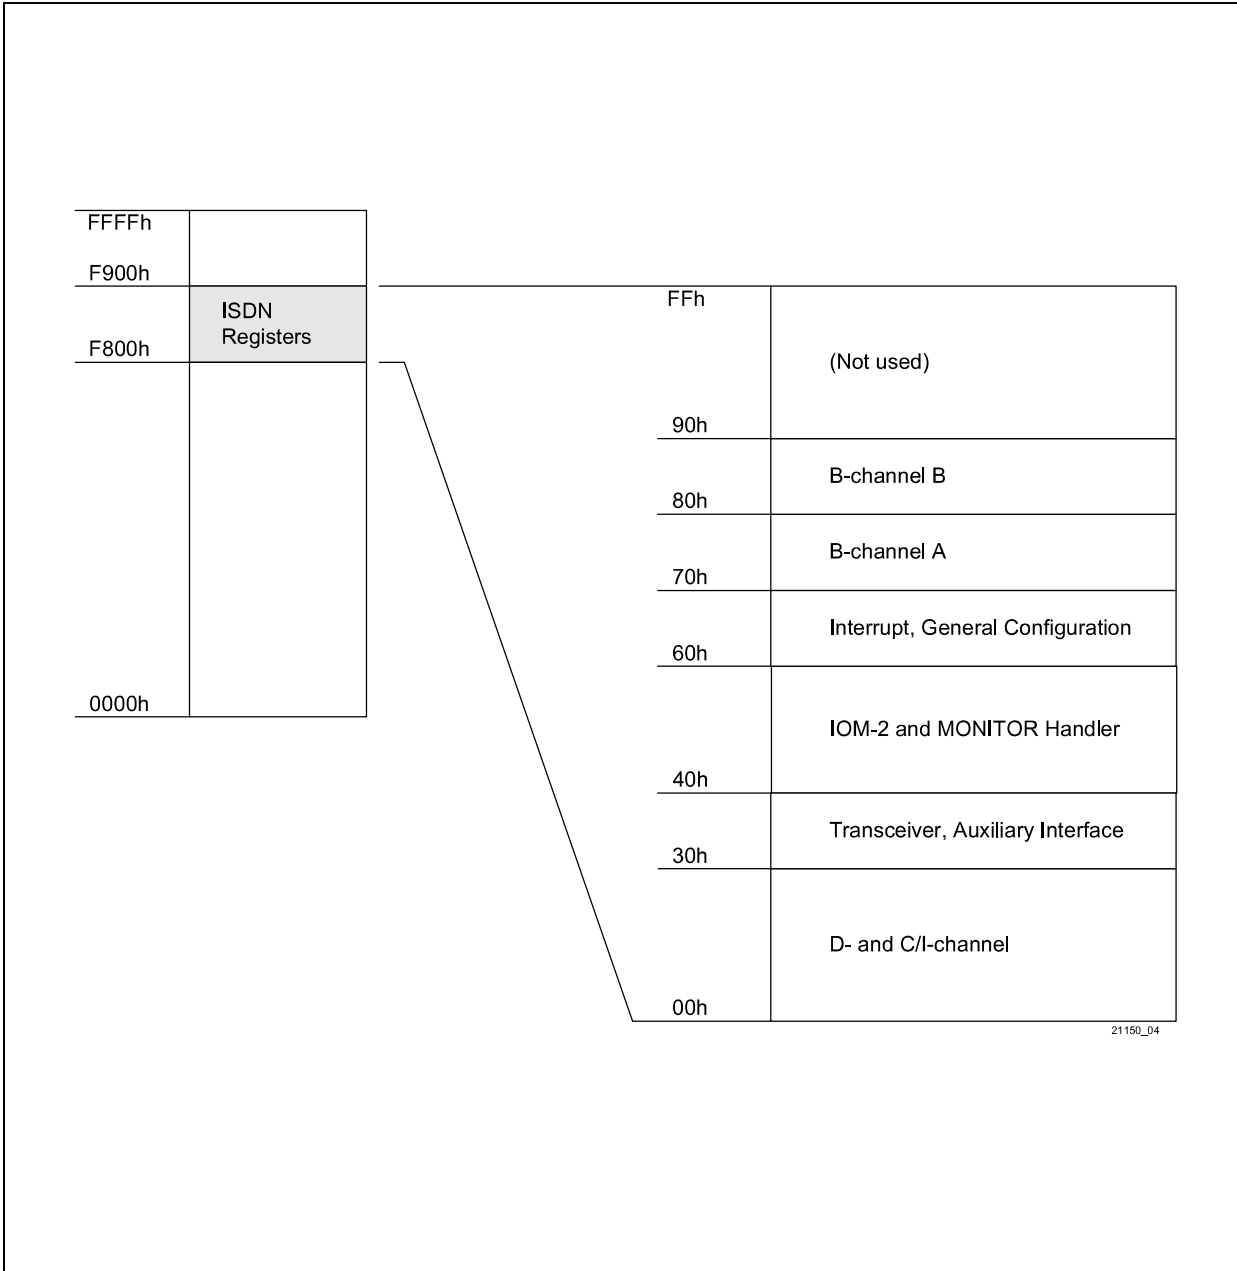 FFFFh
F900h
ISDN
Registers
F800h
0000h
FFh
(Not used)
90h
B-channel B
80h
B-channel A
70h
Interrupt, General Configuration
60h
IOM-2 and MONITOR Handler
40h
Transceiver, Auxiliary Interface
30h
D- and C/I-channel
00h
21150_04